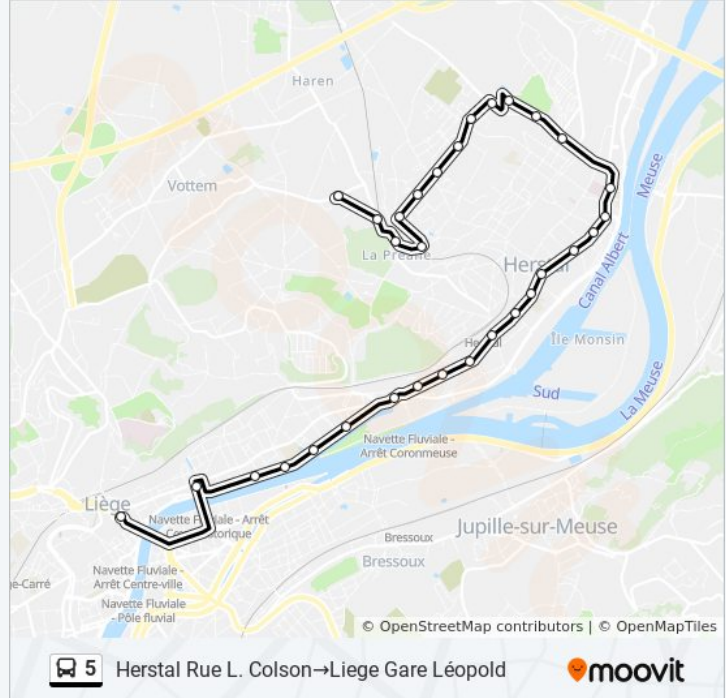 Haren
Vottem
La Préalle
Herstal
Canal Albert
Meuse
Herstal
Île Monsin
Sud
La Meuse
Navette Fluviale -
Arrêt Coronmeuse
Liège
Navette Fluviale - Arrêt
Jupille-sur-Meuse
Bressoux
Bressoux
Navette Fluviale -
Arrêt Centre-ville
Navette Fluviale
- Pôle fluvial
© OpenStreetMap contributors | © OpenMapTiles
5 Herstal Rue L. Colson→Liege Gare Léopold
moovit